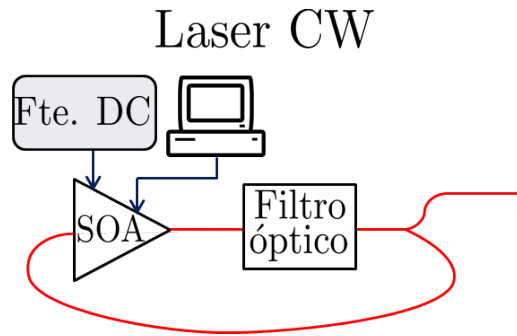 Laser CW
Fte. DC
SOA
Filtro
óptico